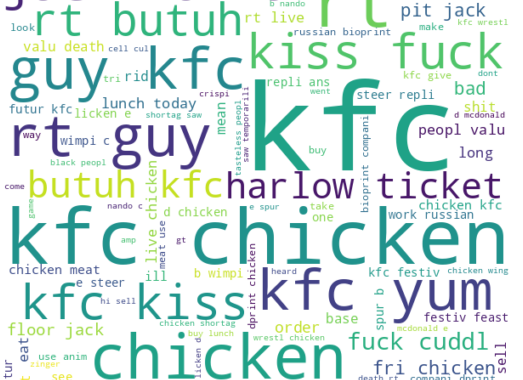 b nando
rt butuh
rt live
rt
pit jack
look
russian bioprint
make
kfc wrestl
valu death
cell cul
kiss fuck
guy kfc
tri
rid
repli ans
kfc give
dont
crispi
went
bad
futur kfc
lunch today
steer repli
licken e
shortag saw
mean
kfc
shit
d mcdonald
rt guy
way
wimpi c
tasteless peopl
saw temporarili
buy
bioprint compani
peopl valu
long
black peopl
live chicken
come
butuh kfc
harlow ticket
game
nando c
e spur
take
chicken kfc
d chicken
one
work russian
kfc chicken
amp
gt
meat use
dprint chicken
chicken meat
ill
b wimpi
heard
kfc festiv
chicken wing
e steer
kfc yum
kfc kiss
hi sell
spur b
base
festiv feast
floor jack
chicken shortag
order
mcdonald e
buy lunch
wrestl chicken
fuck cuddl
eat
chicken
sell
use anim
zinger
licken d
fri chicken
tur
see
death rt
compani dprint